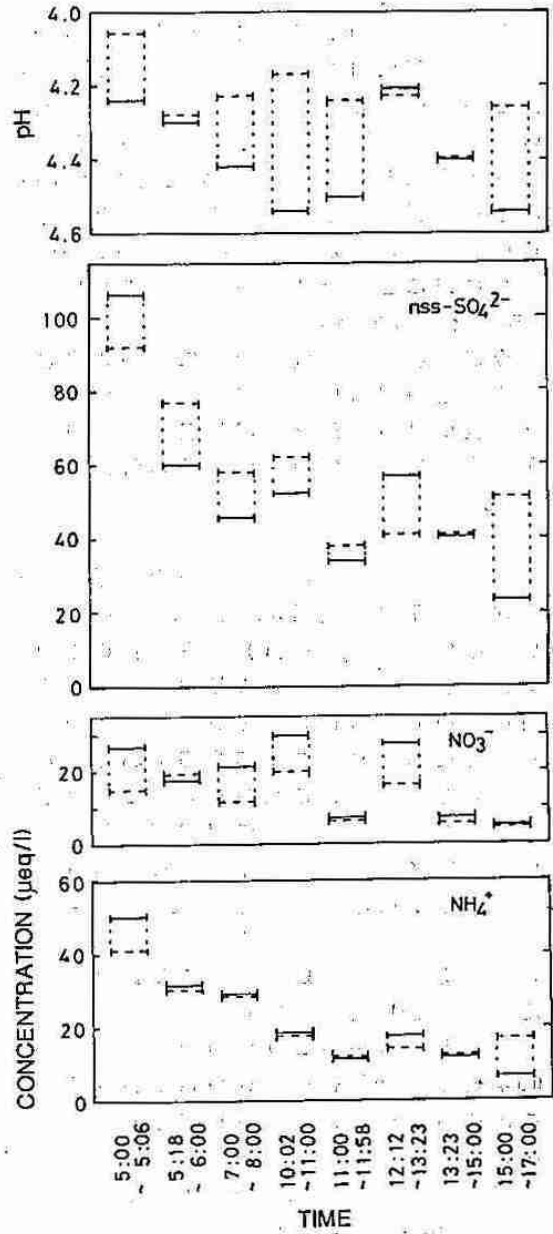 4.0
4.2
pH
4.4
4.6
nss-SO₄²⁻
100
80
60
40
20
0
NO₃⁻
20
0
NH₄⁺
60
40
20
0
CONCENTRATION (μeq/l)
5:00 ~ 5:06
5:18 ~ 6:00
7:00 ~ 8:00
10:02 ~11:00
11:00 ~11:58
12:12 ~13:23
13:23 ~15:00
15:00 ~17:00
TIME